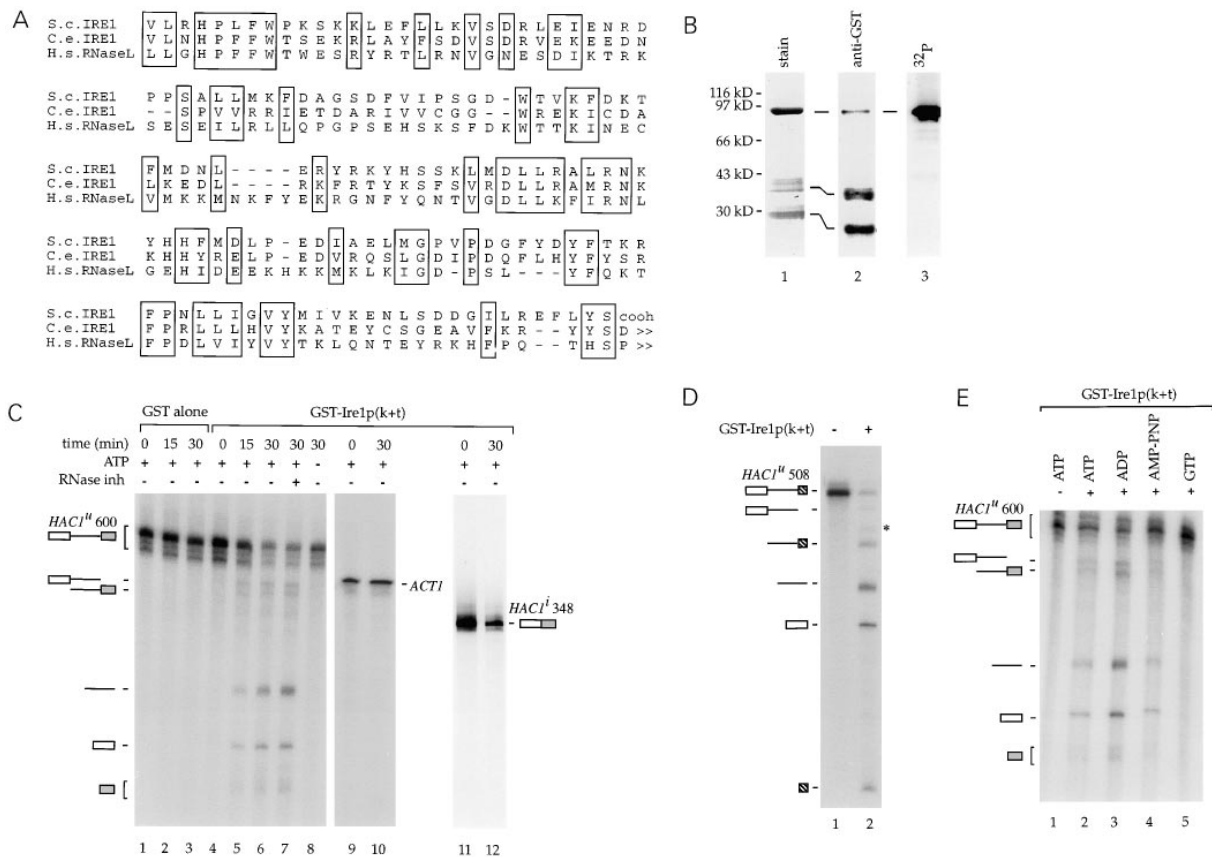 A
S.c.IRE1 V L R H P L F W P K S K K L E F L L K V S D R L E I E N R D
C.e.IRE1 V L N H P F F W T S E K R L A Y F S D V S D R V E K E E D N
H.s.RNaseL L L G H P F F W T W E S R Y R T L R N V G N E S D I K T R K
S.c.IRE1 P P S A L L M K F D A G S D F V I P S G D - W T V K F D K T
C.e.IRE1 - - S P V V R R I E T D A R I V V C G G - - W R E K I C D A
H.s.RNaseL S E S E I L R L L Q P G P S E H S K S F D K W T T K I N E C
S.c.IRE1 F M D N L - - - - E R Y R K Y H S S K L M D L L R A L R N K
C.e.IRE1 L K E D L - - - - R K F R T Y K S F S V R D L L R A M R N K
H.s.RNaseL V M K K M N K F Y E K R G N F Y Q N T V G D L L K F I R N L
S.c.IRE1 Y H H F M D L P - E D I A E L M G P V P D G F Y D Y F T K R
C.e.IRE1 K H H Y R E L P - E D V R Q S L G D I P D Q F L H Y F Y S R
H.s.RNaseL G E H I D E E K H K K M K L K I G D - P S L - - Y F Q K T
S.c.IRE1 F P N L L I G V Y M I V K E N L S D D G I L R E F L Y S cooh
C.e.IRE1 F P R L L L H V Y K A T E Y C S G E A V F K R - - Y Y S D >>
H.s.RNaseL F P D L V I Y V Y T K L Q N T E Y R K H F P Q - - T H S P >>
B
stain anti-GST 32P
116 kD -
97 kD -
66 kD -
43 kD -
30 kD -
1 2 3
C
GST alone GST-Ire1p(k+t)
time (min) 0 15 30 0 15 30 30 30 0 30 0 30
ATP + + + + + + + - + + + +
RNase inh - - - - - - + - - - - -
HAC1u 600
- ACT1
HAC1i 348
1 2 3 4 5 6 7 8 9 10 11 12
D
GST-Ire1p(k+t)
- +
HAC1u 508
*
1 2
E
GST-Ire1p(k+t)
- ATP + ATP + ADP + AMP-PNP + GTP
HAC1u 600
1 2 3 4 5